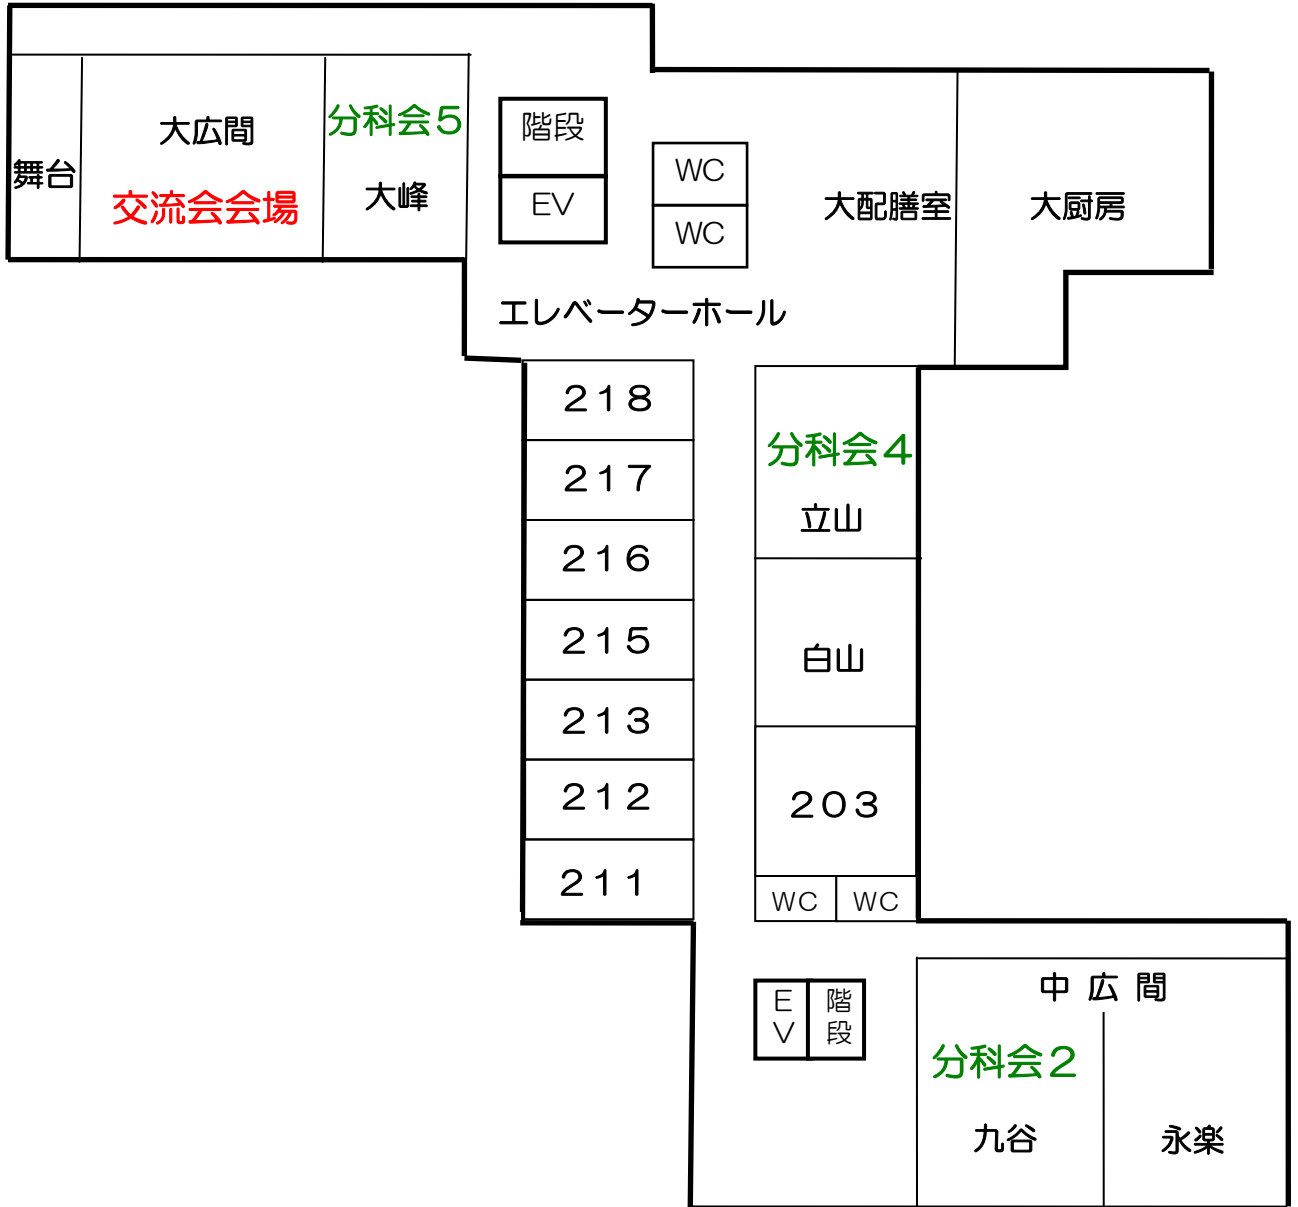 舞台
大広間
交流会会場
分科会５
大峰
階段
EV
WC
WC
大配膳室
大厨房
エレベーターホール
２１８
２１７
２１６
２１５
２１３
２１２
２１１
分科会４
立山
白山
２０３
WC
WC
E
V
階
段
中 広 間
分科会２
九谷
永楽